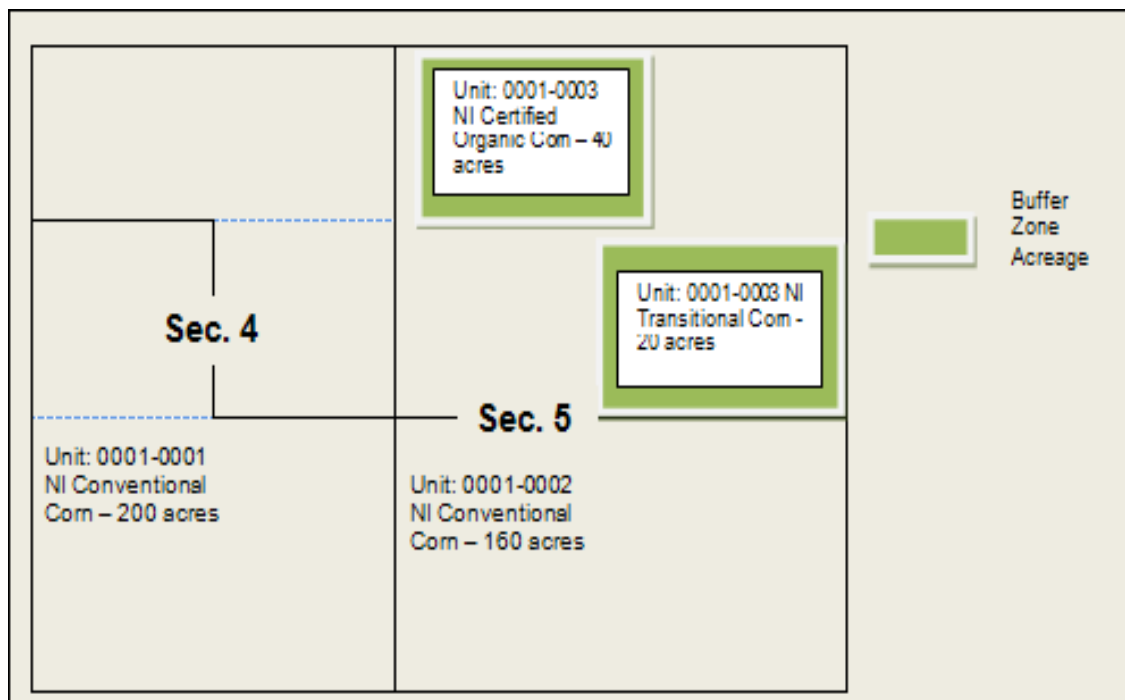 Unit: 0001-0003
NI Certified
Organic Corn – 40
acres
Buffer
Zone
Acreage
Unit: 0001-0003 NI
Transitional Corn -
20 acres
Sec. 4
Sec. 5
Unit: 0001-0001
NI Conventional
Corn – 200 acres
Unit: 0001-0002
NI Conventional
Corn – 160 acres